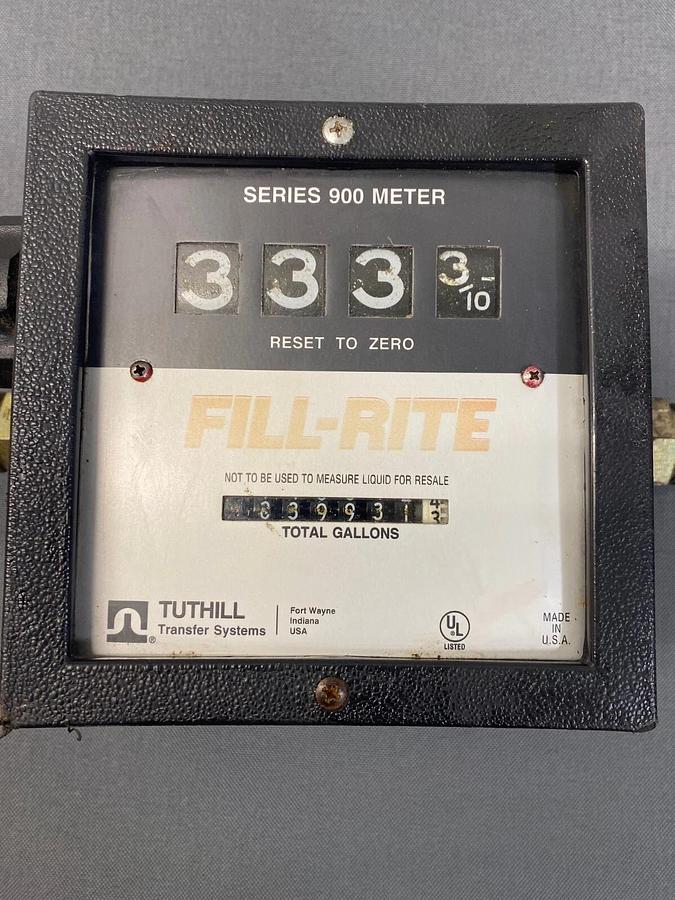 SERIES 900 METER
3 3 3 3/10
RESET TO ZERO
FILL-RITE
NOT TO BE USED TO MEASURE LIQUID FOR RESALE
TOTAL GALLONS
TUTHILL
Transfer Systems
®
Fort Wayne
Indiana
USA
UL
®
LISTED
MADE
IN
U.S.A.